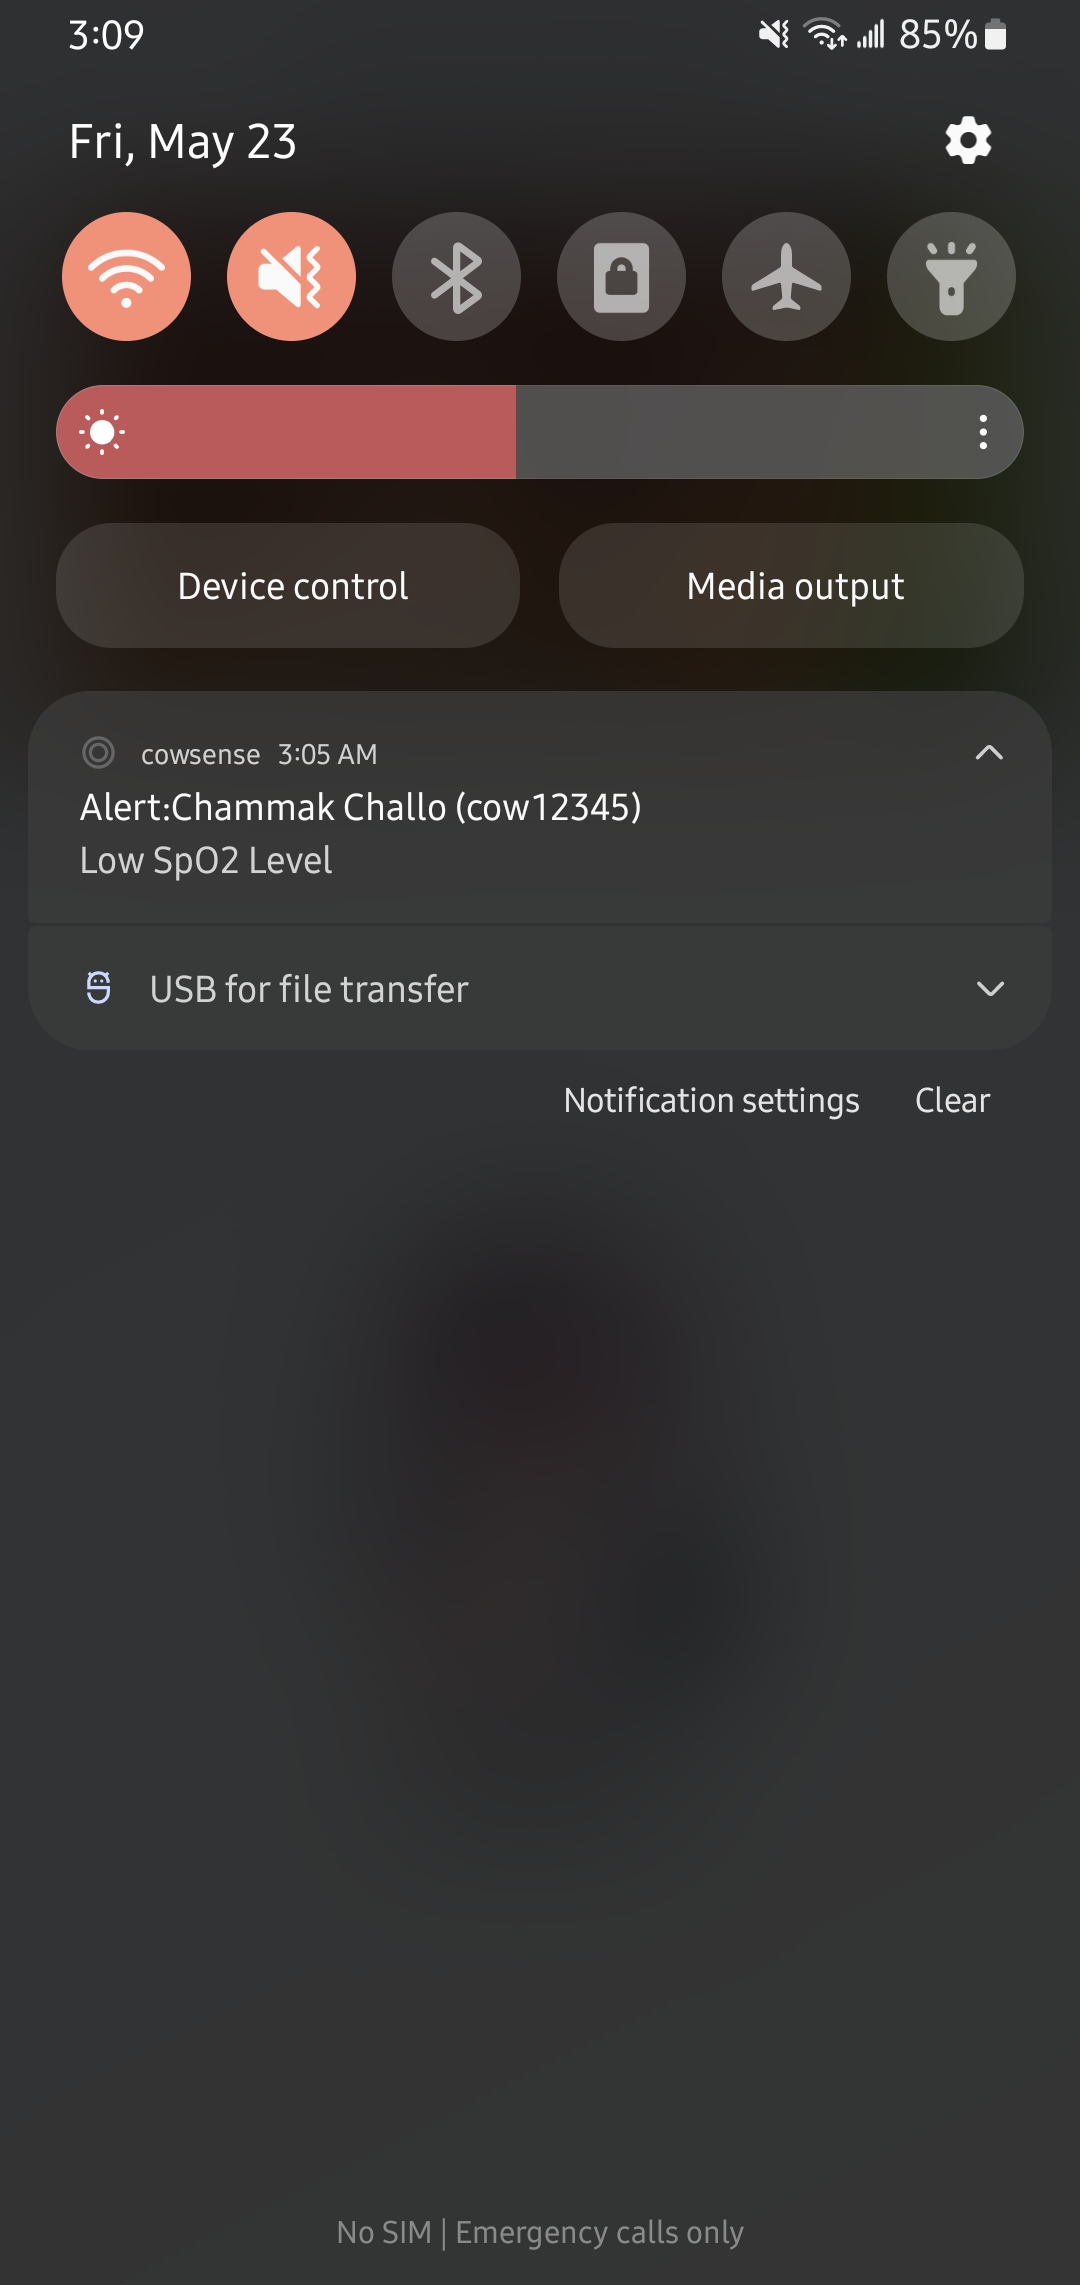 3:09 85%
Fri, May 23
Device control Media output
cowsense 3:05 AM
Alert:Chammak Challo (cow12345)
Low SpO2 Level
USB for file transfer
Notification settings Clear
No SIM | Emergency calls only